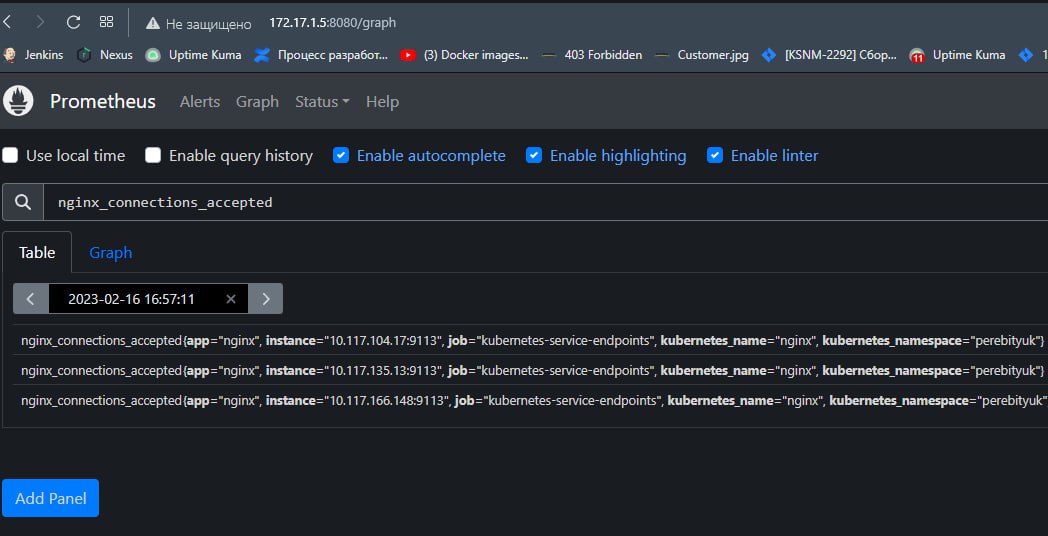 Не защищено 172.17.1.5:8080/graph
Jenkins Nexus Uptime Kuma Процесс разработ... (3) Docker images... 403 Forbidden Customer.jpg [KSNM-2292] Сбор... 11 Uptime Kuma 1
Prometheus Alerts Graph Status Help
Use local time Enable query history Enable autocomplete Enable highlighting Enable linter
nginx_connections_accepted
Table Graph
2023-02-16 16:57:11
nginx_connections_accepted{app="nginx", instance="10.117.104.17:9113", job="kubernetes-service-endpoints", kubernetes_name="nginx", kubernetes_namespace="perebityuk"}
nginx_connections_accepted{app="nginx", instance="10.117.135.13:9113", job="kubernetes-service-endpoints", kubernetes_name="nginx", kubernetes_namespace="perebityuk"}
nginx_connections_accepted{app="nginx", instance="10.117.166.148:9113", job="kubernetes-service-endpoints", kubernetes_name="nginx", kubernetes_namespace="perebityuk"
Add Panel